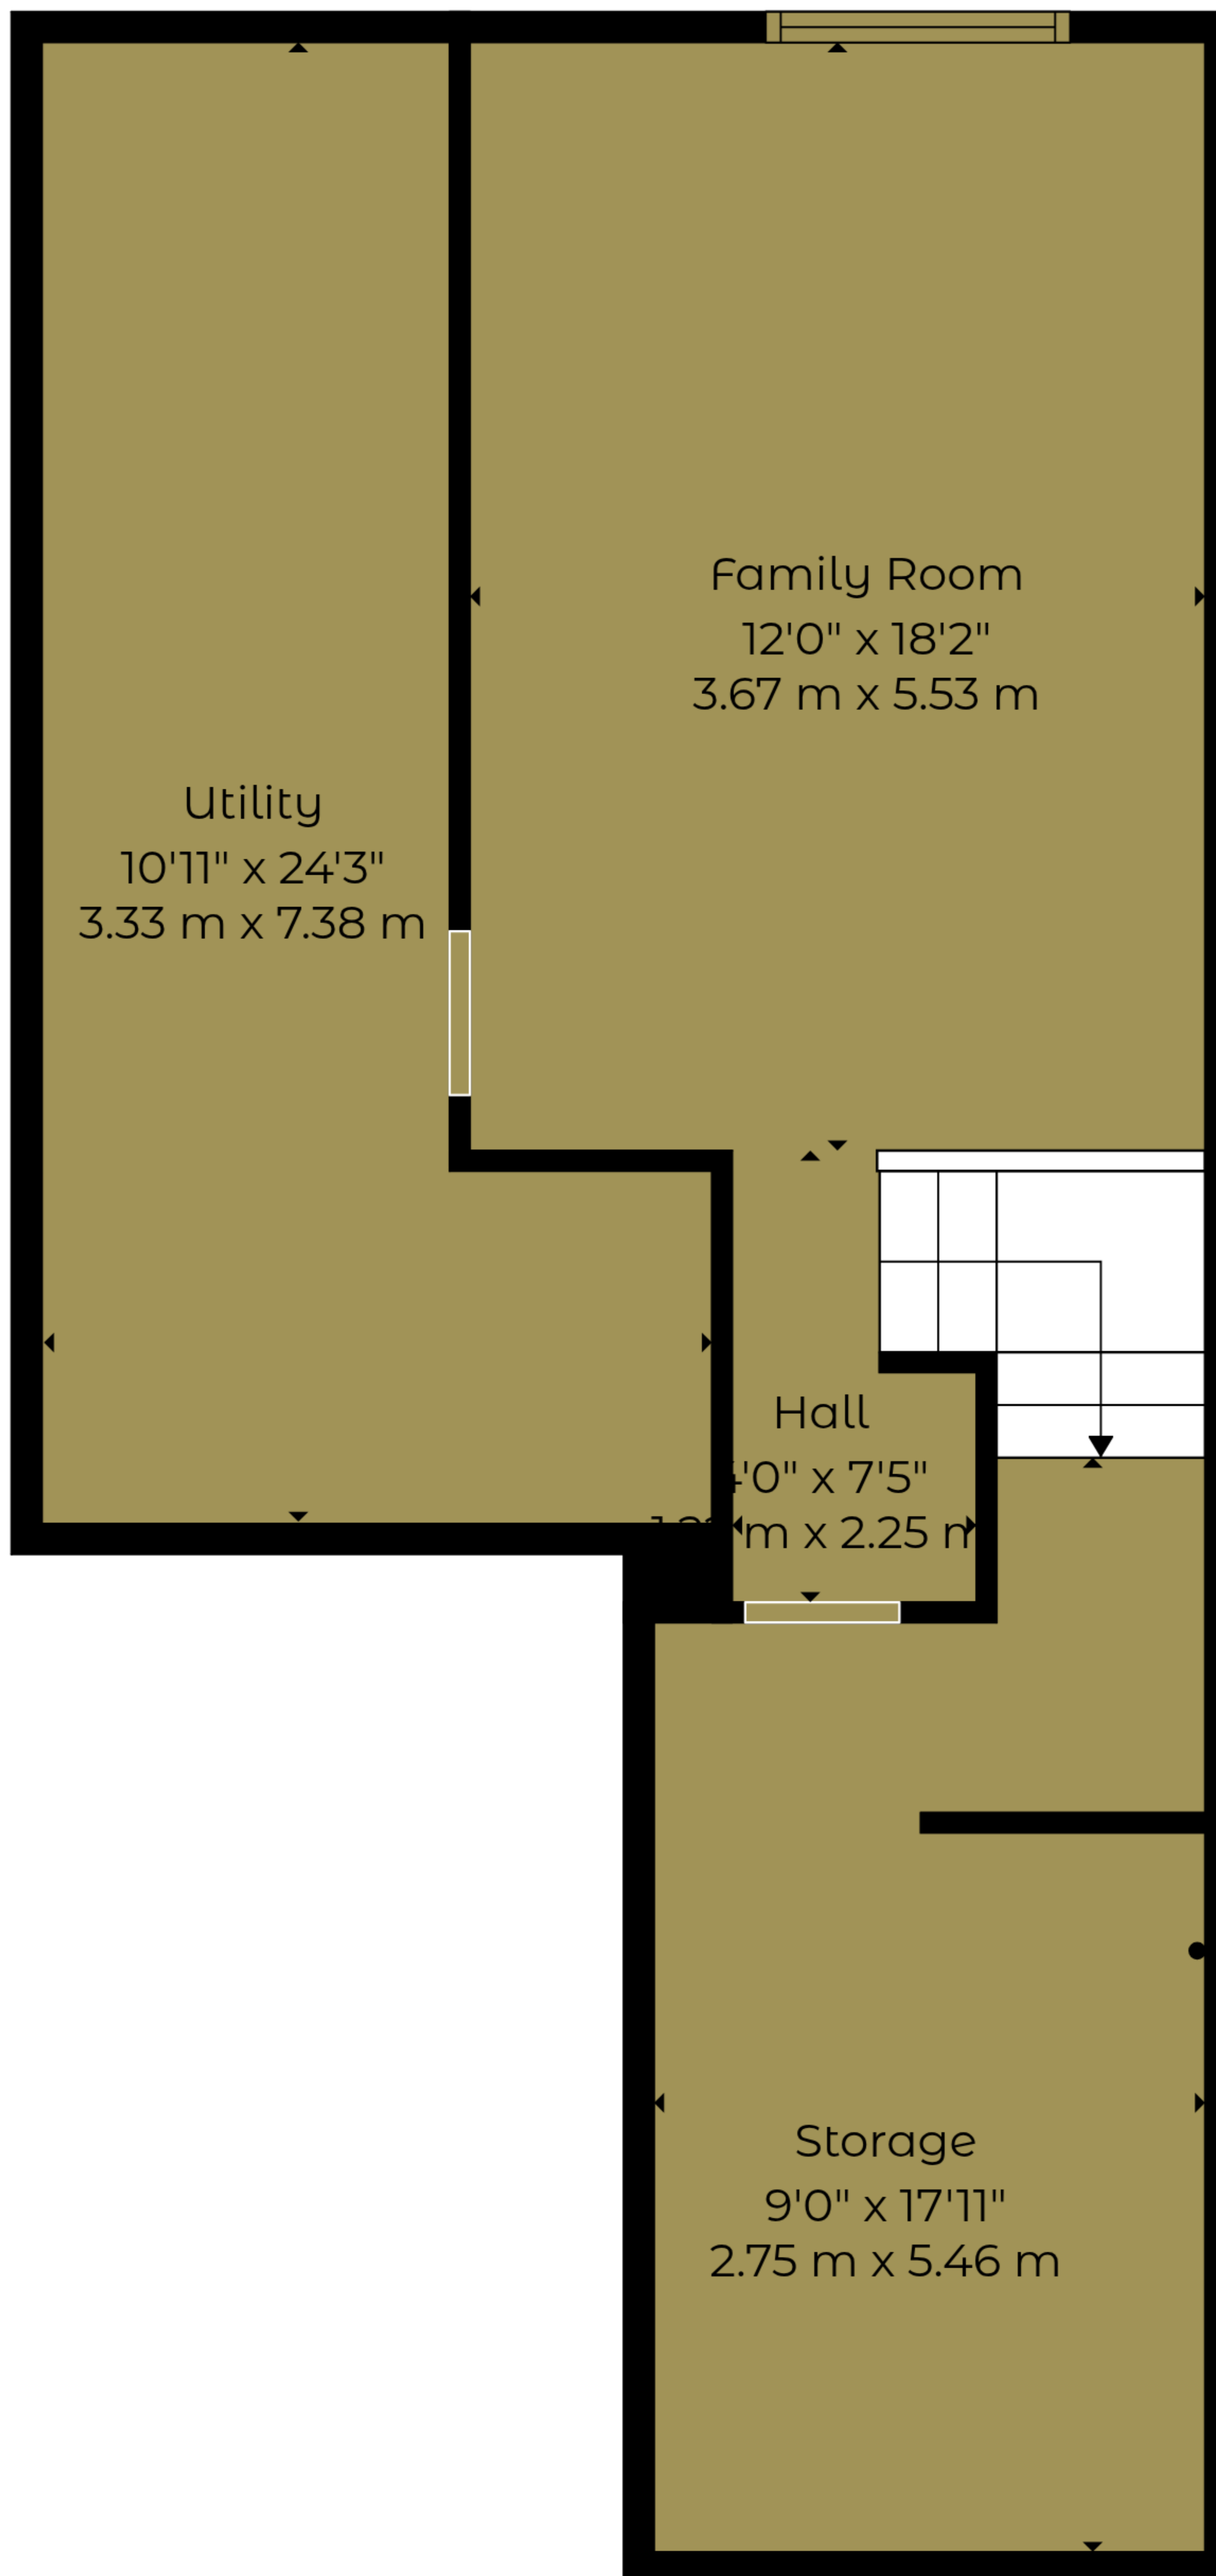 Family Room
12'0" x 18'2"
3.67 m x 5.53 m
Utility
10'11" x 24'3"
3.33 m x 7.38 m
Hall
4'0" x 7'5"
m x 2.25 m
Storage
9'0" x 17'11"
2.75 m x 5.46 m